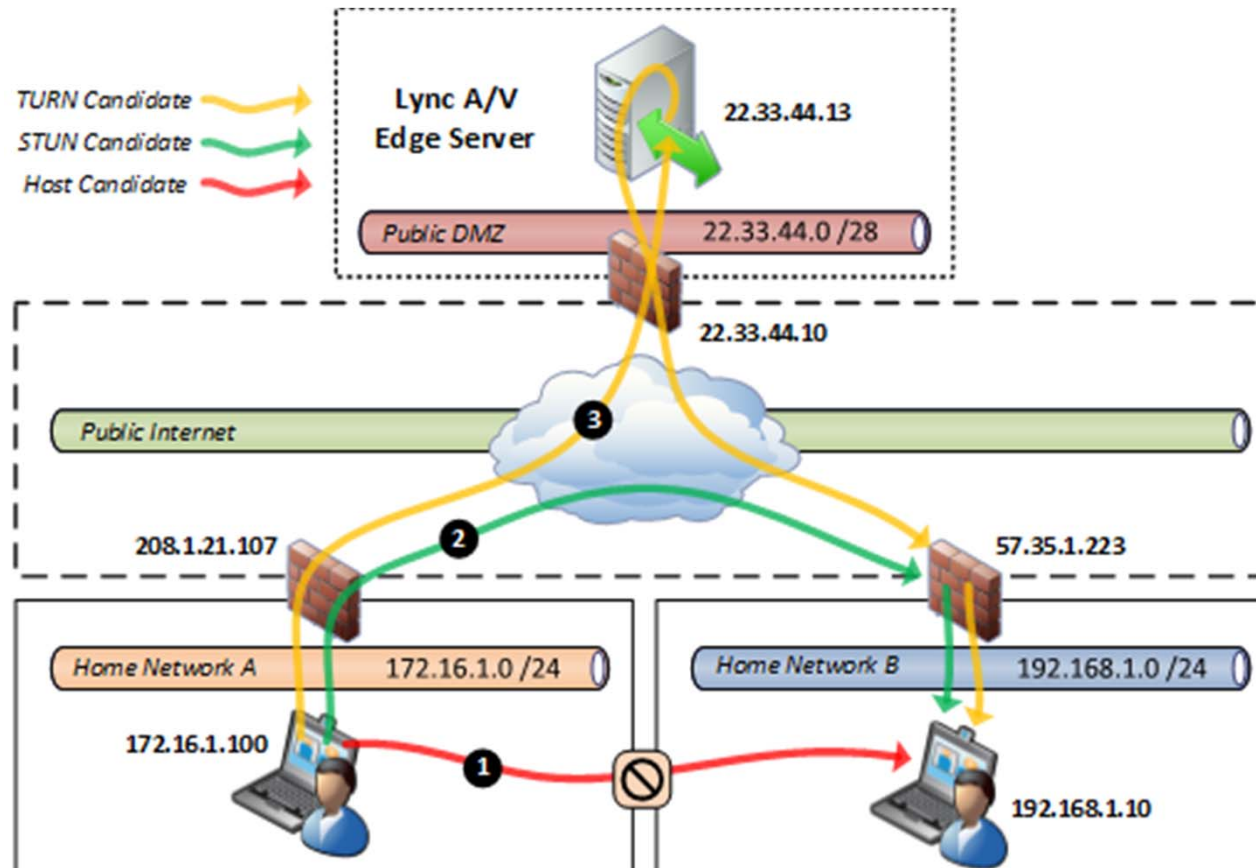 TURN Candidate
STUN Candidate
Host Candidate
Lync A/V
Edge Server
22.33.44.13
Public DMZ 22.33.44.0 /28
22.33.44.10
3
Public Internet
2
208.1.21.107
57.35.1.223
Home Network A 172.16.1.0 /24
Home Network B 192.168.1.0 /24
172.16.1.100
1
192.168.1.10